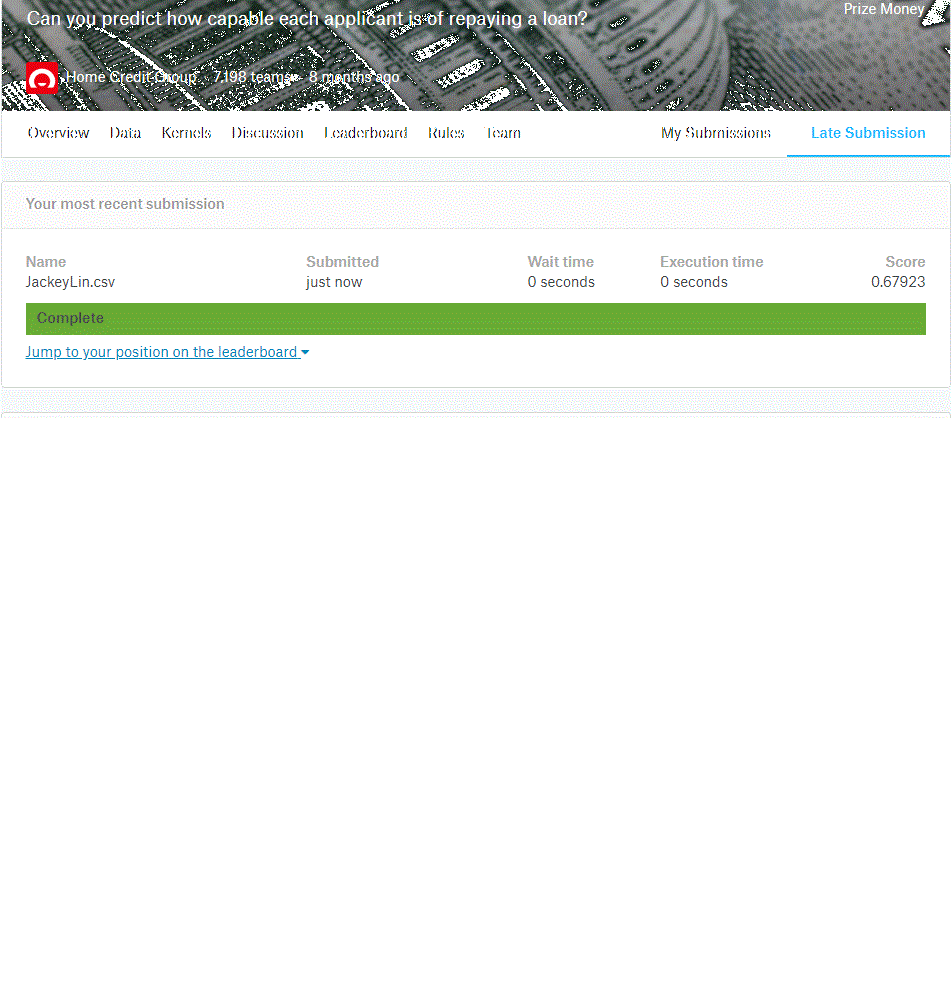 Can you predict how capable each applicant is of repaying a loan?
Prize Money
Home Credit Group · 7,198 teams · 8 months ago
Overview Data Kernels Discussion Leaderboard Rules Team My Submissions Late Submission
Your most recent submission
Name Submitted Wait time Execution time Score
JackeyLin.csv just now 0 seconds 0 seconds 0.67923
Complete
Jump to your position on the leaderboard